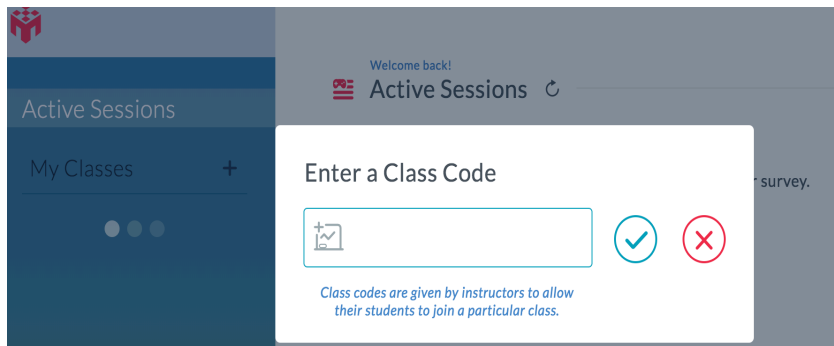 Welcome back!
Active Sessions
Active Sessions
My Classes +
Enter a Class Code
survey.
Class codes are given by instructors to allow
their students to join a particular class.